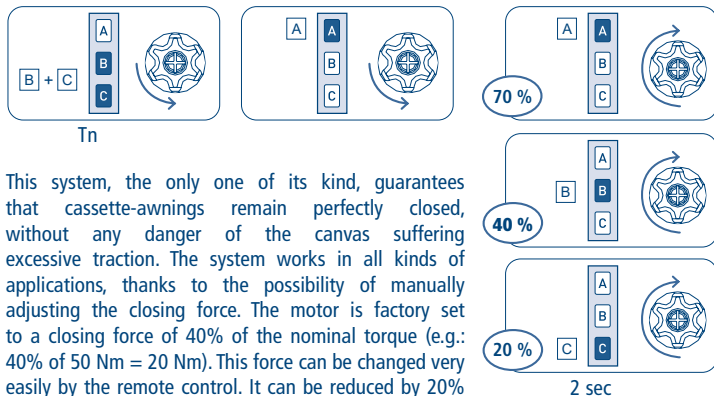 A
B
C
B + C
Tn
A
A
B
C
A
A
B
C
70 %
B
A
B
C
40 %
C
A
B
C
20 %
2 sec
This system, the only one of its kind, guarantees
that cassette-awnings remain perfectly closed,
without any danger of the canvas suffering
excessive traction. The system works in all kinds of
applications, thanks to the possibility of manually
adjusting the closing force. The motor is factory set
to a closing force of 40% of the nominal torque (e.g.:
40% of 50 Nm = 20 Nm). This force can be changed very
easily by the remote control. It can be reduced by 20%